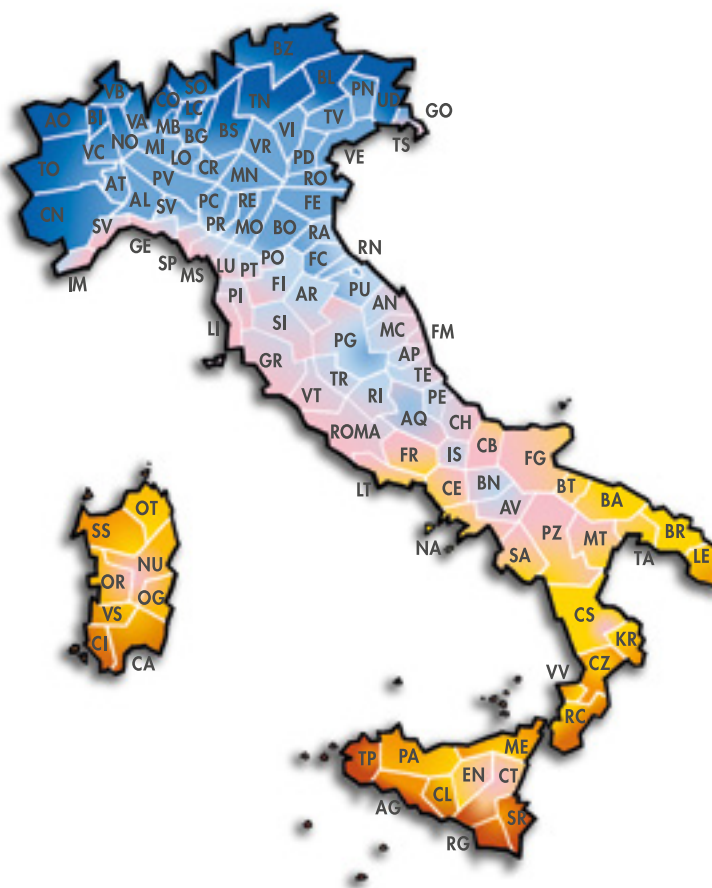 BZ
BL
SO
VB
CO
LC
TN
PN
UD
GO
AO
BI
VA
MB
BG
BS
VI
TV
TS
NO
MI
VR
VC
LO
PD
VE
TO
CR
MN
RO
AT
PV
PC
RE
FE
CN
AL
SV
PR
MO
BO
RA
SV
GE
RN
SP
LU
PT
PO
FC
IM
MS
FI
PU
PI
AR
AN
LI
SI
MC
FM
PG
AP
GR
TE
TR
RI
PE
VT
AQ
CH
ROMA
CB
FR
IS
FG
LT
CE
BN
BT
BA
AV
OT
SS
PZ
MT
BR
NA
SA
TA
LE
NU
OR
OG
VS
CS
CI
KR
CA
VV
CZ
RC
TP
PA
ME
EN
CT
CL
AG
SR
RG